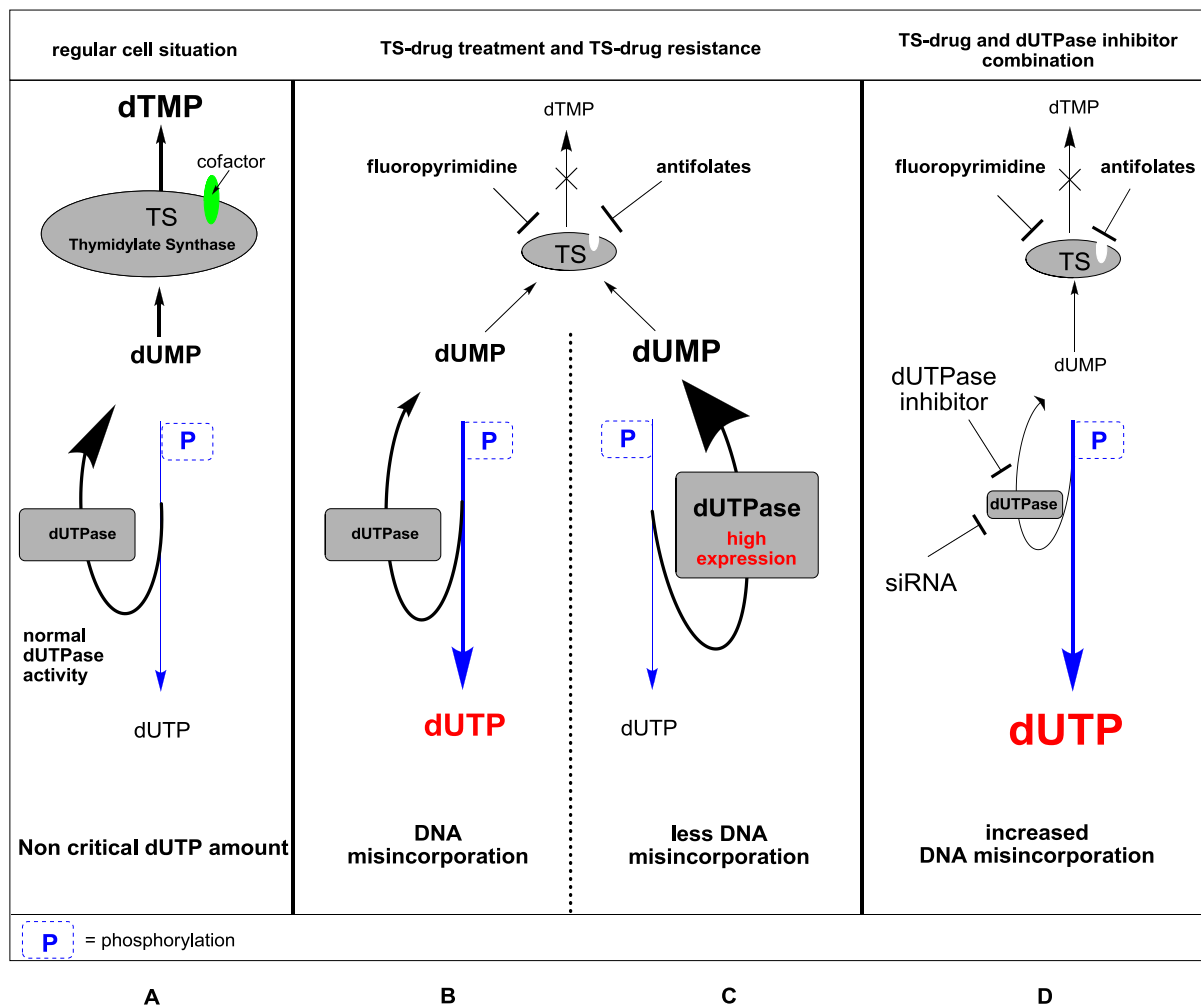 regular cell situation
TS-drug treatment and TS-drug resistance
TS-drug and dUTPase inhibitor
combination
dTMP
cofactor
TS
Thymidylate Synthase
dUMP
P
dUTPase
normal
dUTPase
activity
dUTP
Non critical dUTP amount
dTMP
fluoropyrimidine
antifolates
TS
dUMP
P
dUTPase
dUTP
DNA
misincorporation
dUMP
P
dUTPase
high
expression
dUTP
less DNA
misincorporation
dTMP
fluoropyrimidine
antifolates
TS
dUMP
dUTPase
inhibitor
P
dUTPase
siRNA
dUTP
increased
DNA misincorporation
P = phosphorylation
A B C D